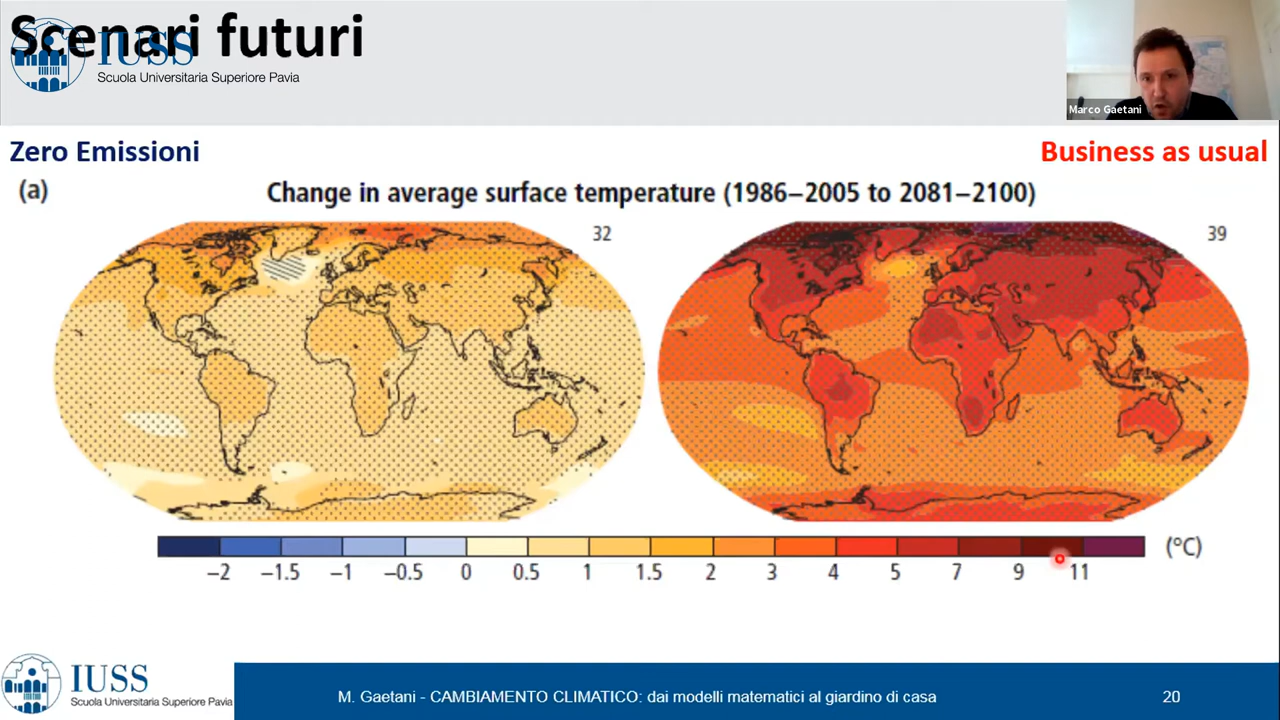 Scenari futuri
IUSS
Scuola Universitaria Superiore Pavia
Marco Gaetani
Zero Emissioni
Business as usual
(a)
Change in average surface temperature (1986−2005 to 2081−2100)
32
39
−2 −1.5 −1 −0.5 0 0.5 1 1.5 2 3 4 5 7 9 11
(°C)
IUSS
Scuola Universitaria Superiore Pavia
M. Gaetani - CAMBIAMENTO CLIMATICO: dai modelli matematici al giardino di casa
20